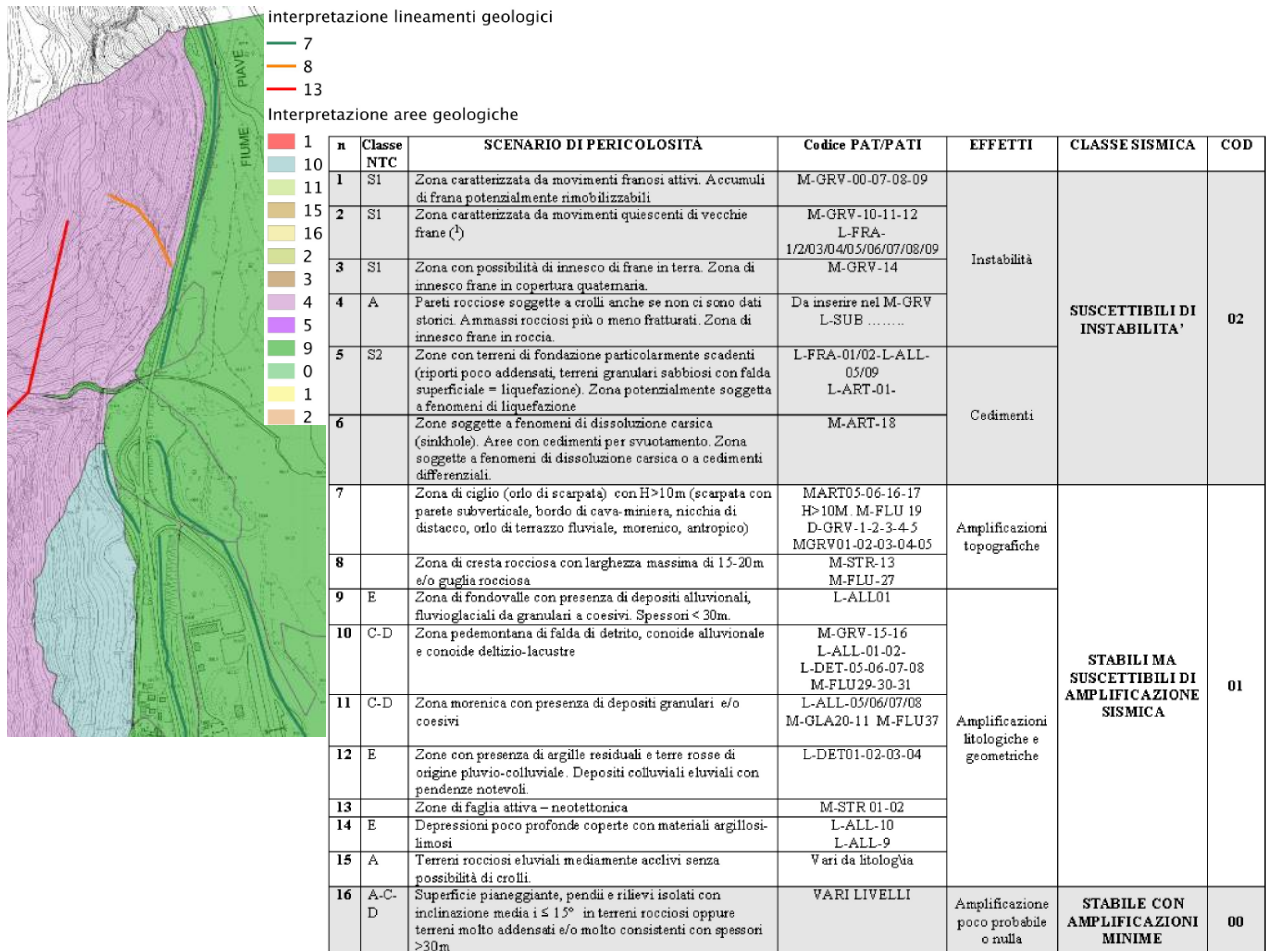 interpretazione lineamenti geologici
7
8
13
Interpretazione aree geologiche
1
10
11
15
16
2
3
4
5
9
0
1
2
PIAVE
FIUME
n Classe NTC SCENARIO DI PERICOLOSITÀ Codice PAT/PATI EFFETTI CLASSE SISMICA COD
1 S1 Zona caratterizzata da movimenti franosi attivi. Accumuli M-GRV-00-07-08-09
di frana potenzialmente rimobilizzabili
2 S1 Zona caratterizzata da movimenti quiescenti di vecchie M-GRV-10-11-12
frane (1) L-FRA-
1/2/03/04/05/06/07/08/09
3 S1 Zona con possibilità di innesco di frane in terra. Zona di M-GRV-14
innesco frane in copertura quaternaria.
4 A Pareti rocciose soggette a crolli anche se non ci sono dati Da inserire nel M-GRV
storici. Ammassi rocciosi più o meno fratturati. Zona di L-SUB ........
innesco frane in roccia.
Instabilità
5 S2 Zone con terreni di fondazione particolarmente scadenti L-FRA-01/02-L-ALL-
(riporti poco addensati, terreni granulari sabbiosi con falda 05/09
superficiale = liquefazione). Zona potenzialmente soggetta L-ART-01-
a fenomeni di liquefazione
6 Zone soggette a fenomeni di dissoluzione carsica M-ART-18
(sinkhole). Aree con cedimenti per svuotamento. Zona
soggette a fenomeni di dissoluzione carsica o a cedimenti
differenziali.
Cedimenti
SUSCETTIBILI DI
INSTABILITA'
02
7 Zona di ciglio (orlo di scarpata) con H>10m (scarpata con MART05-06-16-17
parete subverticale, bordo di cava-miniera, nicchia di H>10M. M-FLU 19
distacco, orlo di terrazzo fluviale, morenico, antropico) D-GRV-1-2-3-4-5
MGRV01-02-03-04-05
8 Zona di cresta rocciosa con larghezza massima di 15-20m M-STR-13
e/o guglia rocciosa M-FLU-27
Amplificazioni
topografiche
9 E Zona di fondovalle con presenza di depositi alluvionali, L-ALL01
fluvioglaciali da granulari a coesivi. Spessori < 30m.
10 C-D Zona pedemontana di falda di detrito, conoide alluvionale M-GRV-15-16
e conoide deltizio-lacustre L-ALL-01-02-
L-DET-05-06-07-08
M-FLU29-30-31
11 C-D Zona morenica con presenza di depositi granulari e/o L-ALL-05/06/07/08
coesivi M-GLA20-11 M-FLU37
12 E Zone con presenza di argille residuali e terre rosse di L-DET01-02-03-04
origine pluvio-colluviale. Depositi colluviali eluviali con
pendenze notevoli.
13 Zone di faglia attiva – neotettonica M-STR 01-02
14 E Depressioni poco profonde coperte con materiali argillosi- L-ALL-10
limosi L-ALL-9
15 A Terreni rocciosi eluviali mediamente acclivi senza Vari da litolog\ia
possibilità di crolli.
Amplificazioni
litologiche e
geometriche
STABILI MA
SUSCETTIBILI DI
AMPLIFICAZIONE
SISMICA
01
16 A-C- Superficie pianeggiante, pendii e rilievi isolati con VARI LIVELLI
D inclinazione media i ≤ 15° in terreni rocciosi oppure
terreni molto addensati e/o molto consistenti con spessori
>30m
Amplificazione
poco probabile
o nulla
STABILE CON
AMPLIFICAZIONI
MINIME
00